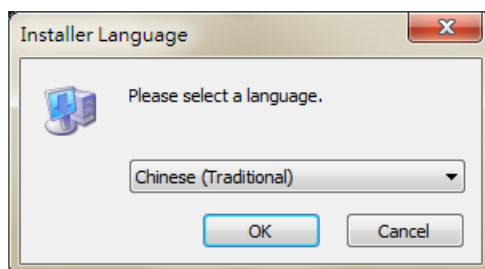 Installer Language
Please select a language.
Chinese (Traditional)
OK
Cancel